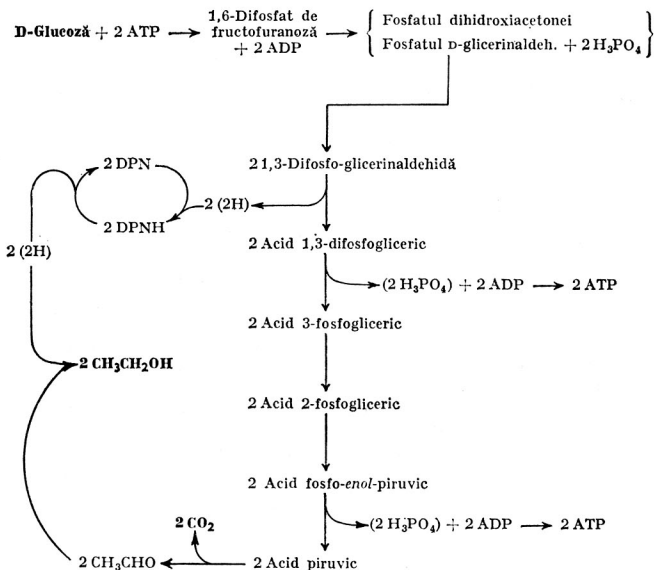 D-Glucoză + 2 ATP → 1,6-Difosfat de fructofuranoză + 2 ADP → { Fosfatul dihidroxiacetonei
Fosfatul D-glicerinaldeh. + 2 H₃PO₄ }
2 1,3-Difosfo-glicerinaldehidă
2 DPN
2 (2H)
2 DPNH
2 (2H)
2 Acid 1,3-difosfogliceric
(2 H₃PO₄) + 2 ADP → 2 ATP
2 Acid 3-fosfogliceric
2 CH₃CH₂OH
2 Acid 2-fosfogliceric
2 Acid fosfo-enol-piruvic
(2 H₃PO₄) + 2 ADP → 2 ATP
2 CO₂
2 CH₃CHO ← 2 Acid piruvic